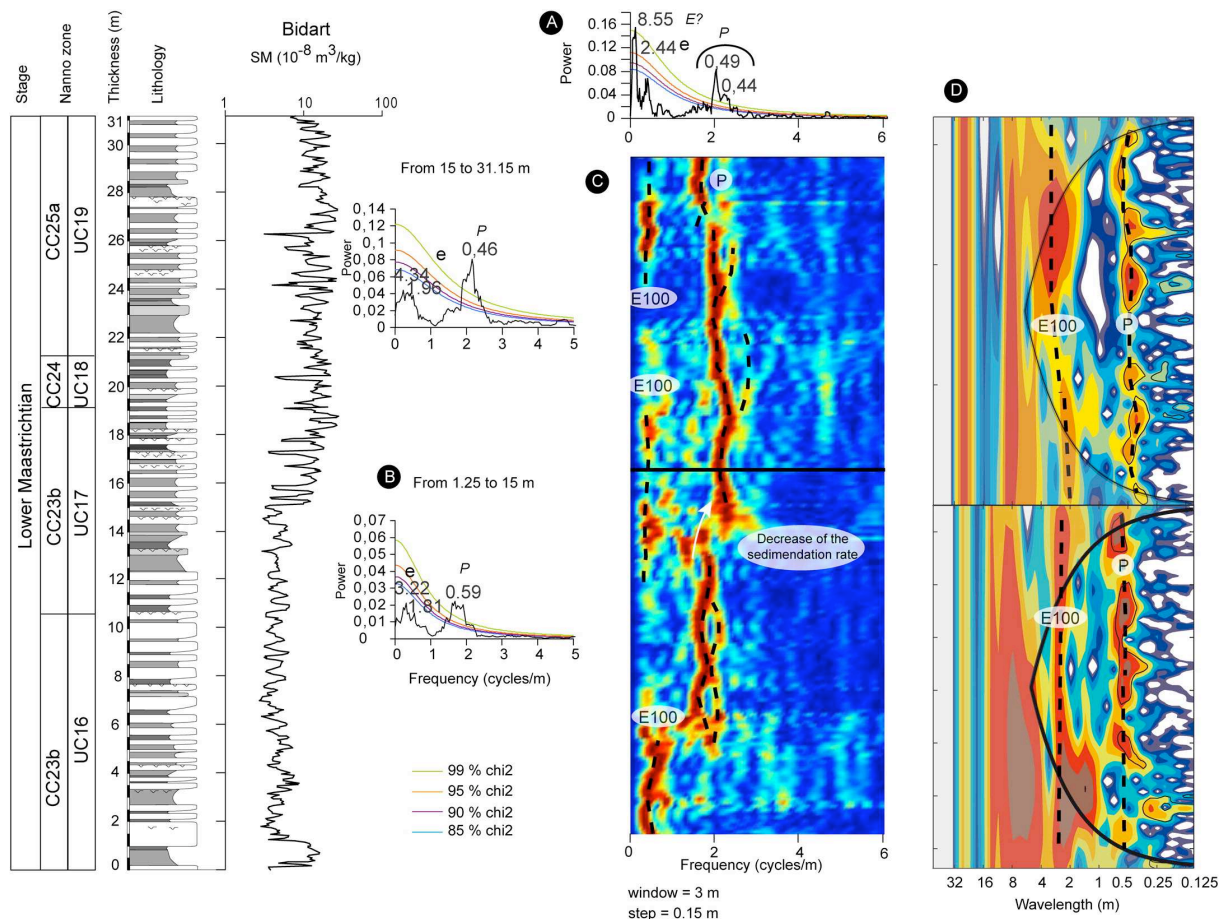 Stage
Nanno zone
Thickness (m)
Lithology
Bidart
SM (10⁻⁸ m³/kg)
1 10 100
Lower Maastrichtian
CC25a
CC24
CC23b
CC23b
UC19
UC18
UC17
UC16
31
30
28
26
24
22
20
18
16
14
12
10
8
6
4
2
0
A
8.55 E?
2.44 e
P
0,49
0,44
Power
0.16
0.12
0.08
0.04
0
0 2 4 6
From 15 to 31.15 m
0,14
0,12
0,1
0,08
0,06
0,04
0,02
0
Power
e
P
0,46
4.34
1.96
0 1 2 3 4 5
B
From 1.25 to 15 m
0,07
0,06
0,05
0,04
0,03
0,02
0,01
0
Power
e
P
0.59
3.22
1.81
0 1 2 3 4 5
Frequency (cycles/m)
99 % chi2
95 % chi2
90 % chi2
85 % chi2
C
P
E100
E100
Decrease of the
sedimendation rate
E100
0 2 4 6
Frequency (cycles/m)
window = 3 m
step = 0.15 m
D
E100
P
P
E100
32 16 8 4 2 1 0.5 0.25 0.125
Wavelength (m)